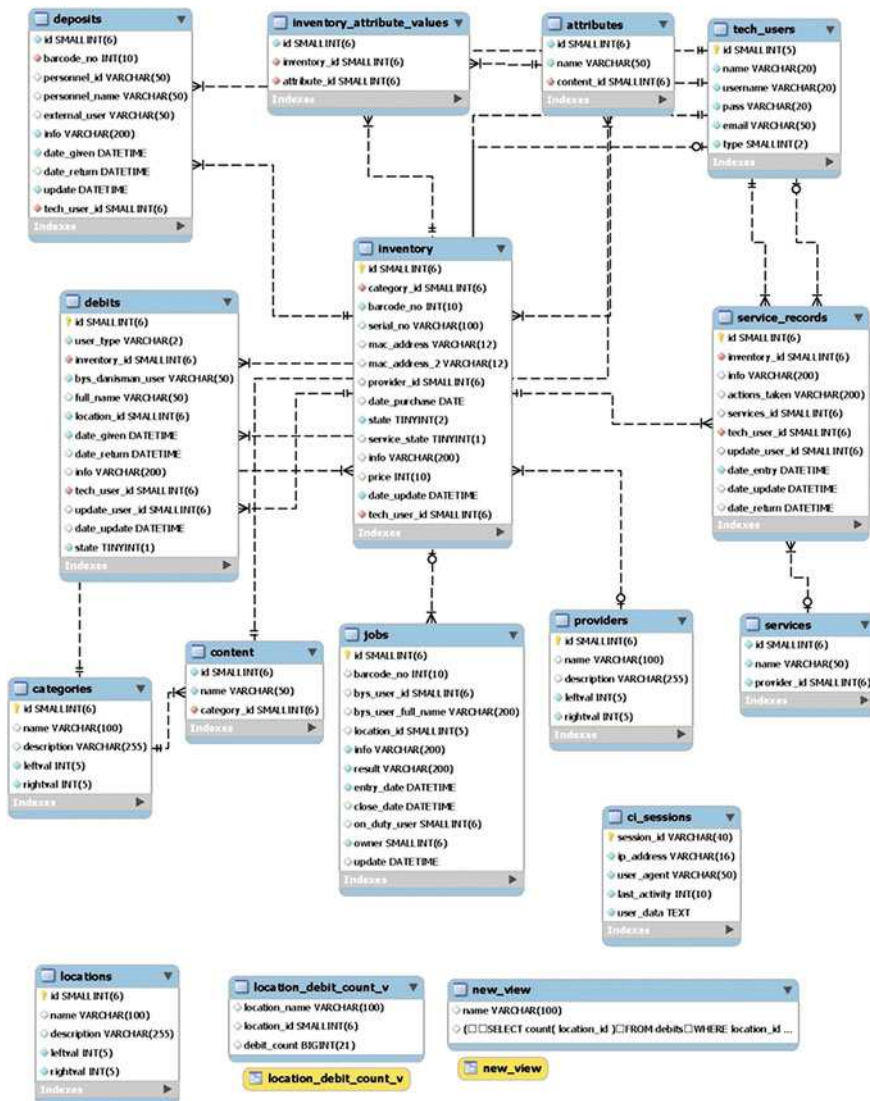 deposits
id SMALLINT(6)
barcode_no INT(10)
personnel_id VARCHAR(50)
personnel_name VARCHAR(50)
external_user VARCHAR(50)
info VARCHAR(200)
date_given DATETIME
date_return DATETIME
update DATETIME
tech_user_id SMALLINT(6)
Indexes
inventory_attribute_values
id SMALLINT(6)
inventory_id SMALLINT(6)
attribute_id SMALLINT(6)
Indexes
attributes
id SMALLINT(6)
name VARCHAR(50)
content_id SMALLINT(6)
Indexes
tech_users
id SMALLINT(5)
name VARCHAR(20)
username VARCHAR(20)
pass VARCHAR(20)
email VARCHAR(50)
type SMALLINT(2)
Indexes
inventory
id SMALLINT(6)
category_id SMALLINT(6)
barcode_no INT(10)
serial_no VARCHAR(100)
mac_address VARCHAR(12)
mac_address_2 VARCHAR(12)
provider_id SMALLINT(6)
date_purchase DATE
state TINYINT(2)
service_state TINYINT(1)
info VARCHAR(200)
price INT(10)
date_update DATETIME
tech_user_id SMALLINT(6)
Indexes
debits
id SMALLINT(6)
user_type VARCHAR(2)
inventory_id SMALLINT(6)
bys_danisman_user VARCHAR(50)
full_name VARCHAR(50)
location_id SMALLINT(6)
date_given DATETIME
date_return DATETIME
info VARCHAR(200)
tech_user_id SMALLINT(6)
update_user_id SMALLINT(6)
date_update DATETIME
state TINYINT(1)
Indexes
service_records
id SMALLINT(6)
inventory_id SMALLINT(6)
info VARCHAR(200)
actions_taken VARCHAR(200)
services_id SMALLINT(6)
tech_user_id SMALLINT(6)
update_user_id SMALLINT(6)
date_entry DATETIME
date_update DATETIME
date_return DATETIME
Indexes
categories
id SMALLINT(6)
name VARCHAR(100)
description VARCHAR(255)
leftval INT(5)
rightval INT(5)
Indexes
content
id SMALLINT(6)
name VARCHAR(50)
category_id SMALLINT(6)
Indexes
jobs
id SMALLINT(6)
barcode_no INT(10)
bys_user_id SMALLINT(6)
bys_user_full_name VARCHAR(200)
location_id SMALLINT(5)
info VARCHAR(200)
result VARCHAR(200)
entry_date DATETIME
close_date DATETIME
on_duty_user SMALLINT(6)
owner SMALLINT(6)
update DATETIME
Indexes
providers
id SMALLINT(6)
name VARCHAR(100)
description VARCHAR(255)
leftval INT(5)
rightval INT(5)
Indexes
services
id SMALLINT(6)
name VARCHAR(50)
provider_id SMALLINT(6)
Indexes
ci_sessions
session_id VARCHAR(40)
ip_address VARCHAR(16)
user_agent VARCHAR(50)
last_activity INT(10)
user_data TEXT
Indexes
locations
id SMALLINT(6)
name VARCHAR(100)
description VARCHAR(255)
leftval INT(5)
rightval INT(5)
Indexes
location_debit_count_v
location_name VARCHAR(100)
location_id SMALLINT(6)
debit_count BIGINT(21)
location_debit_count_v
new_view
name VARCHAR(100)
(□□SELECT count( location_id )□FROM debits□WHERE location_id ...
new_view